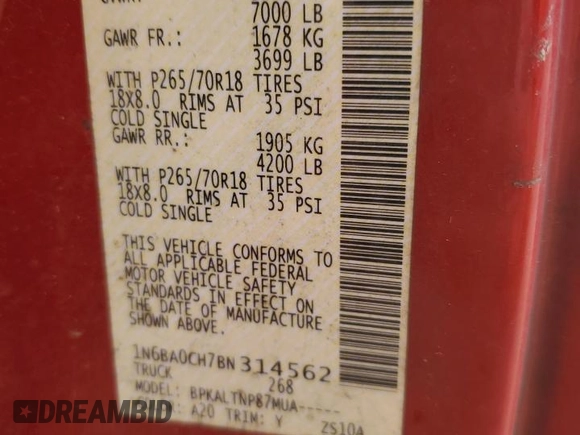 7000 LB
GAWR FR.: 1678 KG
3699 LB
WITH P265/70R18 TIRES
18X8.0 RIMS AT 35 PSI
COLD SINGLE
GAWR RR.: 1905 KG
4200 LB
WITH P265/70R18 TIRES
18X8.0 RIMS AT 35 PSI
COLD SINGLE
THIS VEHICLE CONFORMS TO
ALL APPLICABLE FEDERAL
MOTOR VEHICLE SAFETY
STANDARDS IN EFFECT ON
THE DATE OF MANUFACTURE
SHOWN ABOVE.
1N6BA0CH7BN314562
TRUCK 268
MODEL: BPKALTNP87MUA-----
A20 TRIM: Y ZS10A
DREAMBID